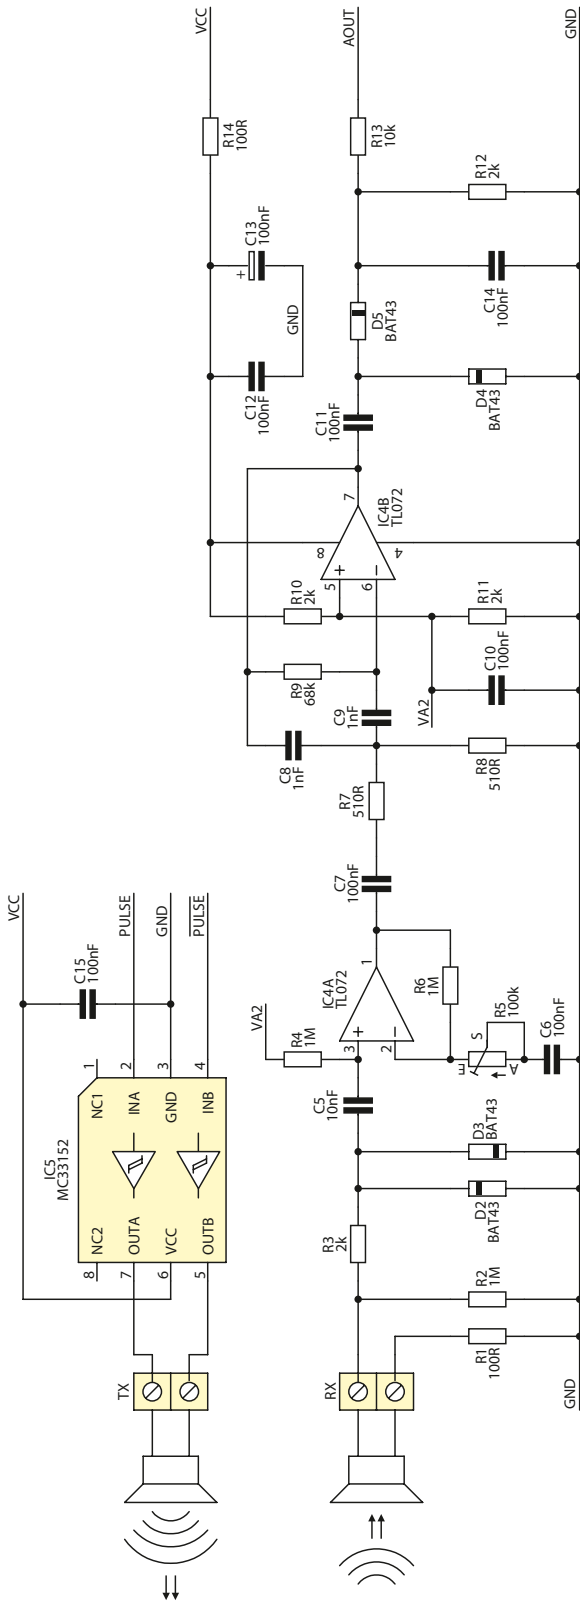 VCC
R14
100R
+
C13
100nF
GND
C12
100nF
AOUT
R13
10k
R12
2k
D5
BAT43
C14
100nF
C11
100nF
D4
BAT43
GND
7
IC4B
TL072
8
4
5
+
6
−
R10
2k
R11
2k
R9
68k
C10
100nF
VA2
C9
1nF
C8
1nF
R8
510R
R7
510R
C7
100nF
1
IC4A
TL072
R6
1M
VA2
R4
1M
3
+
2
−
R5
100k
S
E
A
C6
100nF
C5
10nF
D3
BAT43
D2
BAT43
R3
2k
R2
1M
R1
100R
RX
GND
VCC
PULSE
GND
PULSE
C15
100nF
IC5
MC33152
1
NC1
2
INA
3
GND
4
INB
8
NC2
7
OUTA
6
VCC
5
OUTB
TX